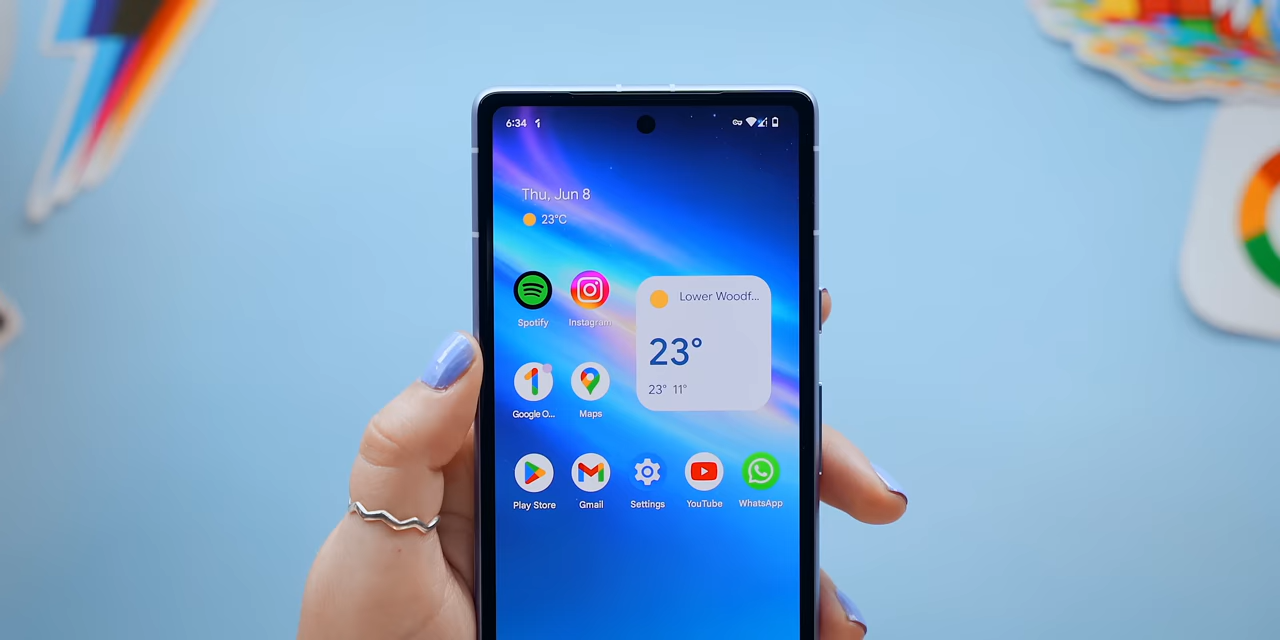 6:34
Thu, Jun 8
23°C
Spotify
Instagram
Lower Woodf...
23°
23° 11°
Google O...
Maps
Play Store
Gmail
Settings
YouTube
WhatsApp